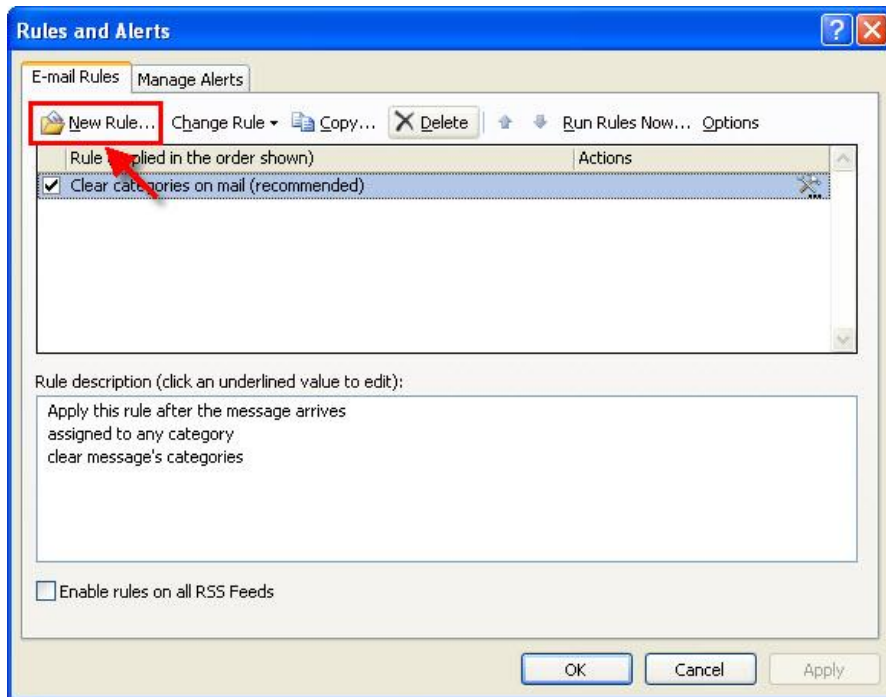 Rules and Alerts
E-mail Rules Manage Alerts
New Rule... Change Rule Copy... Delete Run Rules Now... Options
Rule plied in the order shown) Actions
Clear categories on mail (recommended)
Rule description (click an underlined value to edit):
Apply this rule after the message arrives
assigned to any category
clear message's categories
Enable rules on all RSS Feeds
OK Cancel Apply